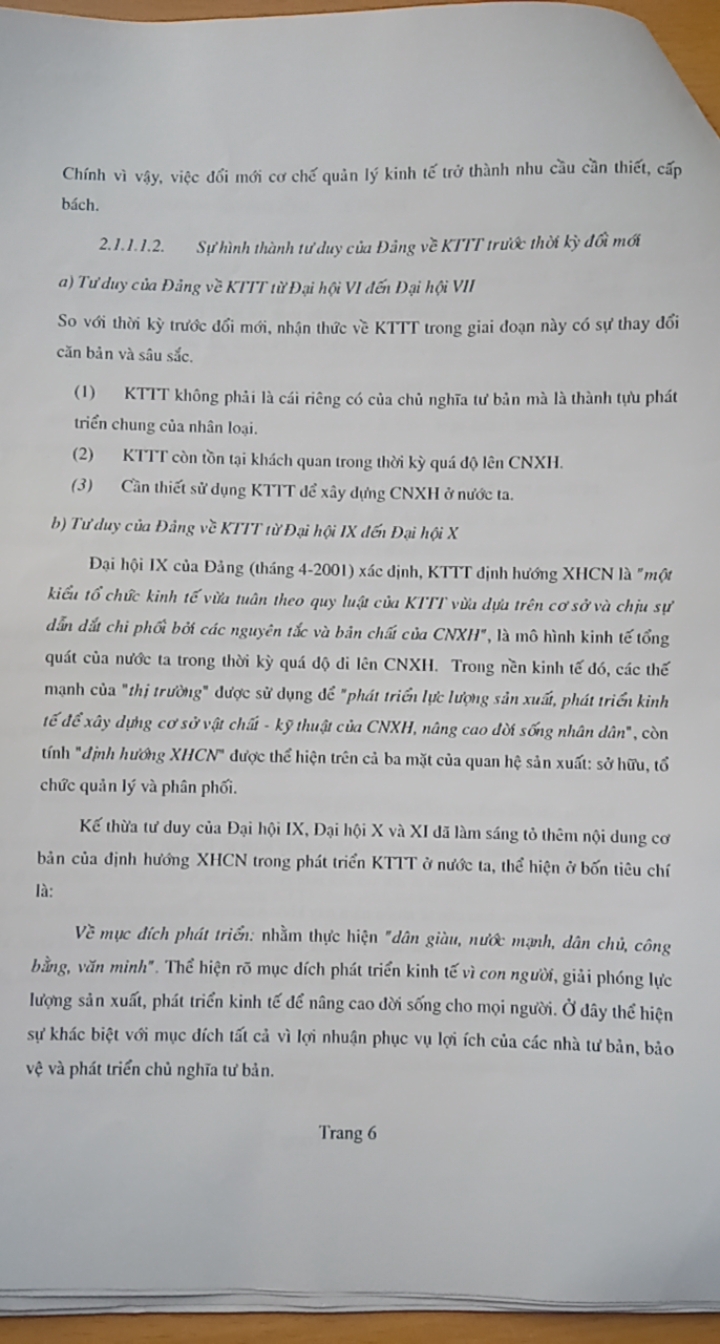 Chính vì vậy, việc đổi mới cơ chế quản lý kinh tế trở thành nhu cầu cần thiết, cấp
bách.
2.1.1.1.2. Sự hình thành tư duy của Đảng về KTTT trước thời kỳ đổi mới
a) Tư duy của Đảng về KTTT từ Đại hội VI đến Đại hội VII
So với thời kỳ trước đổi mới, nhận thức về KTTT trong giai đoạn này có sự thay đổi
căn bản và sâu sắc.
(1) KTTT không phải là cái riêng có của chủ nghĩa tư bản mà là thành tựu phát
triển chung của nhân loại.
(2) KTTT còn tồn tại khách quan trong thời kỳ quá độ lên CNXH.
(3) Cần thiết sử dụng KTTT để xây dựng CNXH ở nước ta.
b) Tư duy của Đảng về KTTT từ Đại hội IX đến Đại hội X
Đại hội IX của Đảng (tháng 4-2001) xác định, KTTT định hướng XHCN là "một
kiểu tổ chức kinh tế vừa tuân theo quy luật của KTTT vừa dựa trên cơ sở và chịu sự
dẫn dắt chi phối bởi các nguyên tắc và bản chất của CNXH", là mô hình kinh tế tổng
quát của nước ta trong thời kỳ quá độ đi lên CNXH. Trong nền kinh tế đó, các thế
mạnh của "thị trường" được sử dụng để "phát triển lực lượng sản xuất, phát triển kinh
tế để xây dựng cơ sở vật chất - kỹ thuật của CNXH, nâng cao đời sống nhân dân", còn
tính "định hướng XHCN" được thể hiện trên cả ba mặt của quan hệ sản xuất: sở hữu, tổ
chức quản lý và phân phối.
Kế thừa tư duy của Đại hội IX, Đại hội X và XI đã làm sáng tỏ thêm nội dung cơ
bản của định hướng XHCN trong phát triển KTTT ở nước ta, thể hiện ở bốn tiêu chí
là:
Về mục đích phát triển: nhằm thực hiện "dân giàu, nước mạnh, dân chủ, công
bằng, văn minh". Thể hiện rõ mục đích phát triển kinh tế vì con người, giải phóng lực
lượng sản xuất, phát triển kinh tế để nâng cao đời sống cho mọi người. Ở đây thể hiện
sự khác biệt với mục đích tất cả vì lợi nhuận phục vụ lợi ích của các nhà tư bản, bảo
vệ và phát triển chủ nghĩa tư bản.
Trang 6